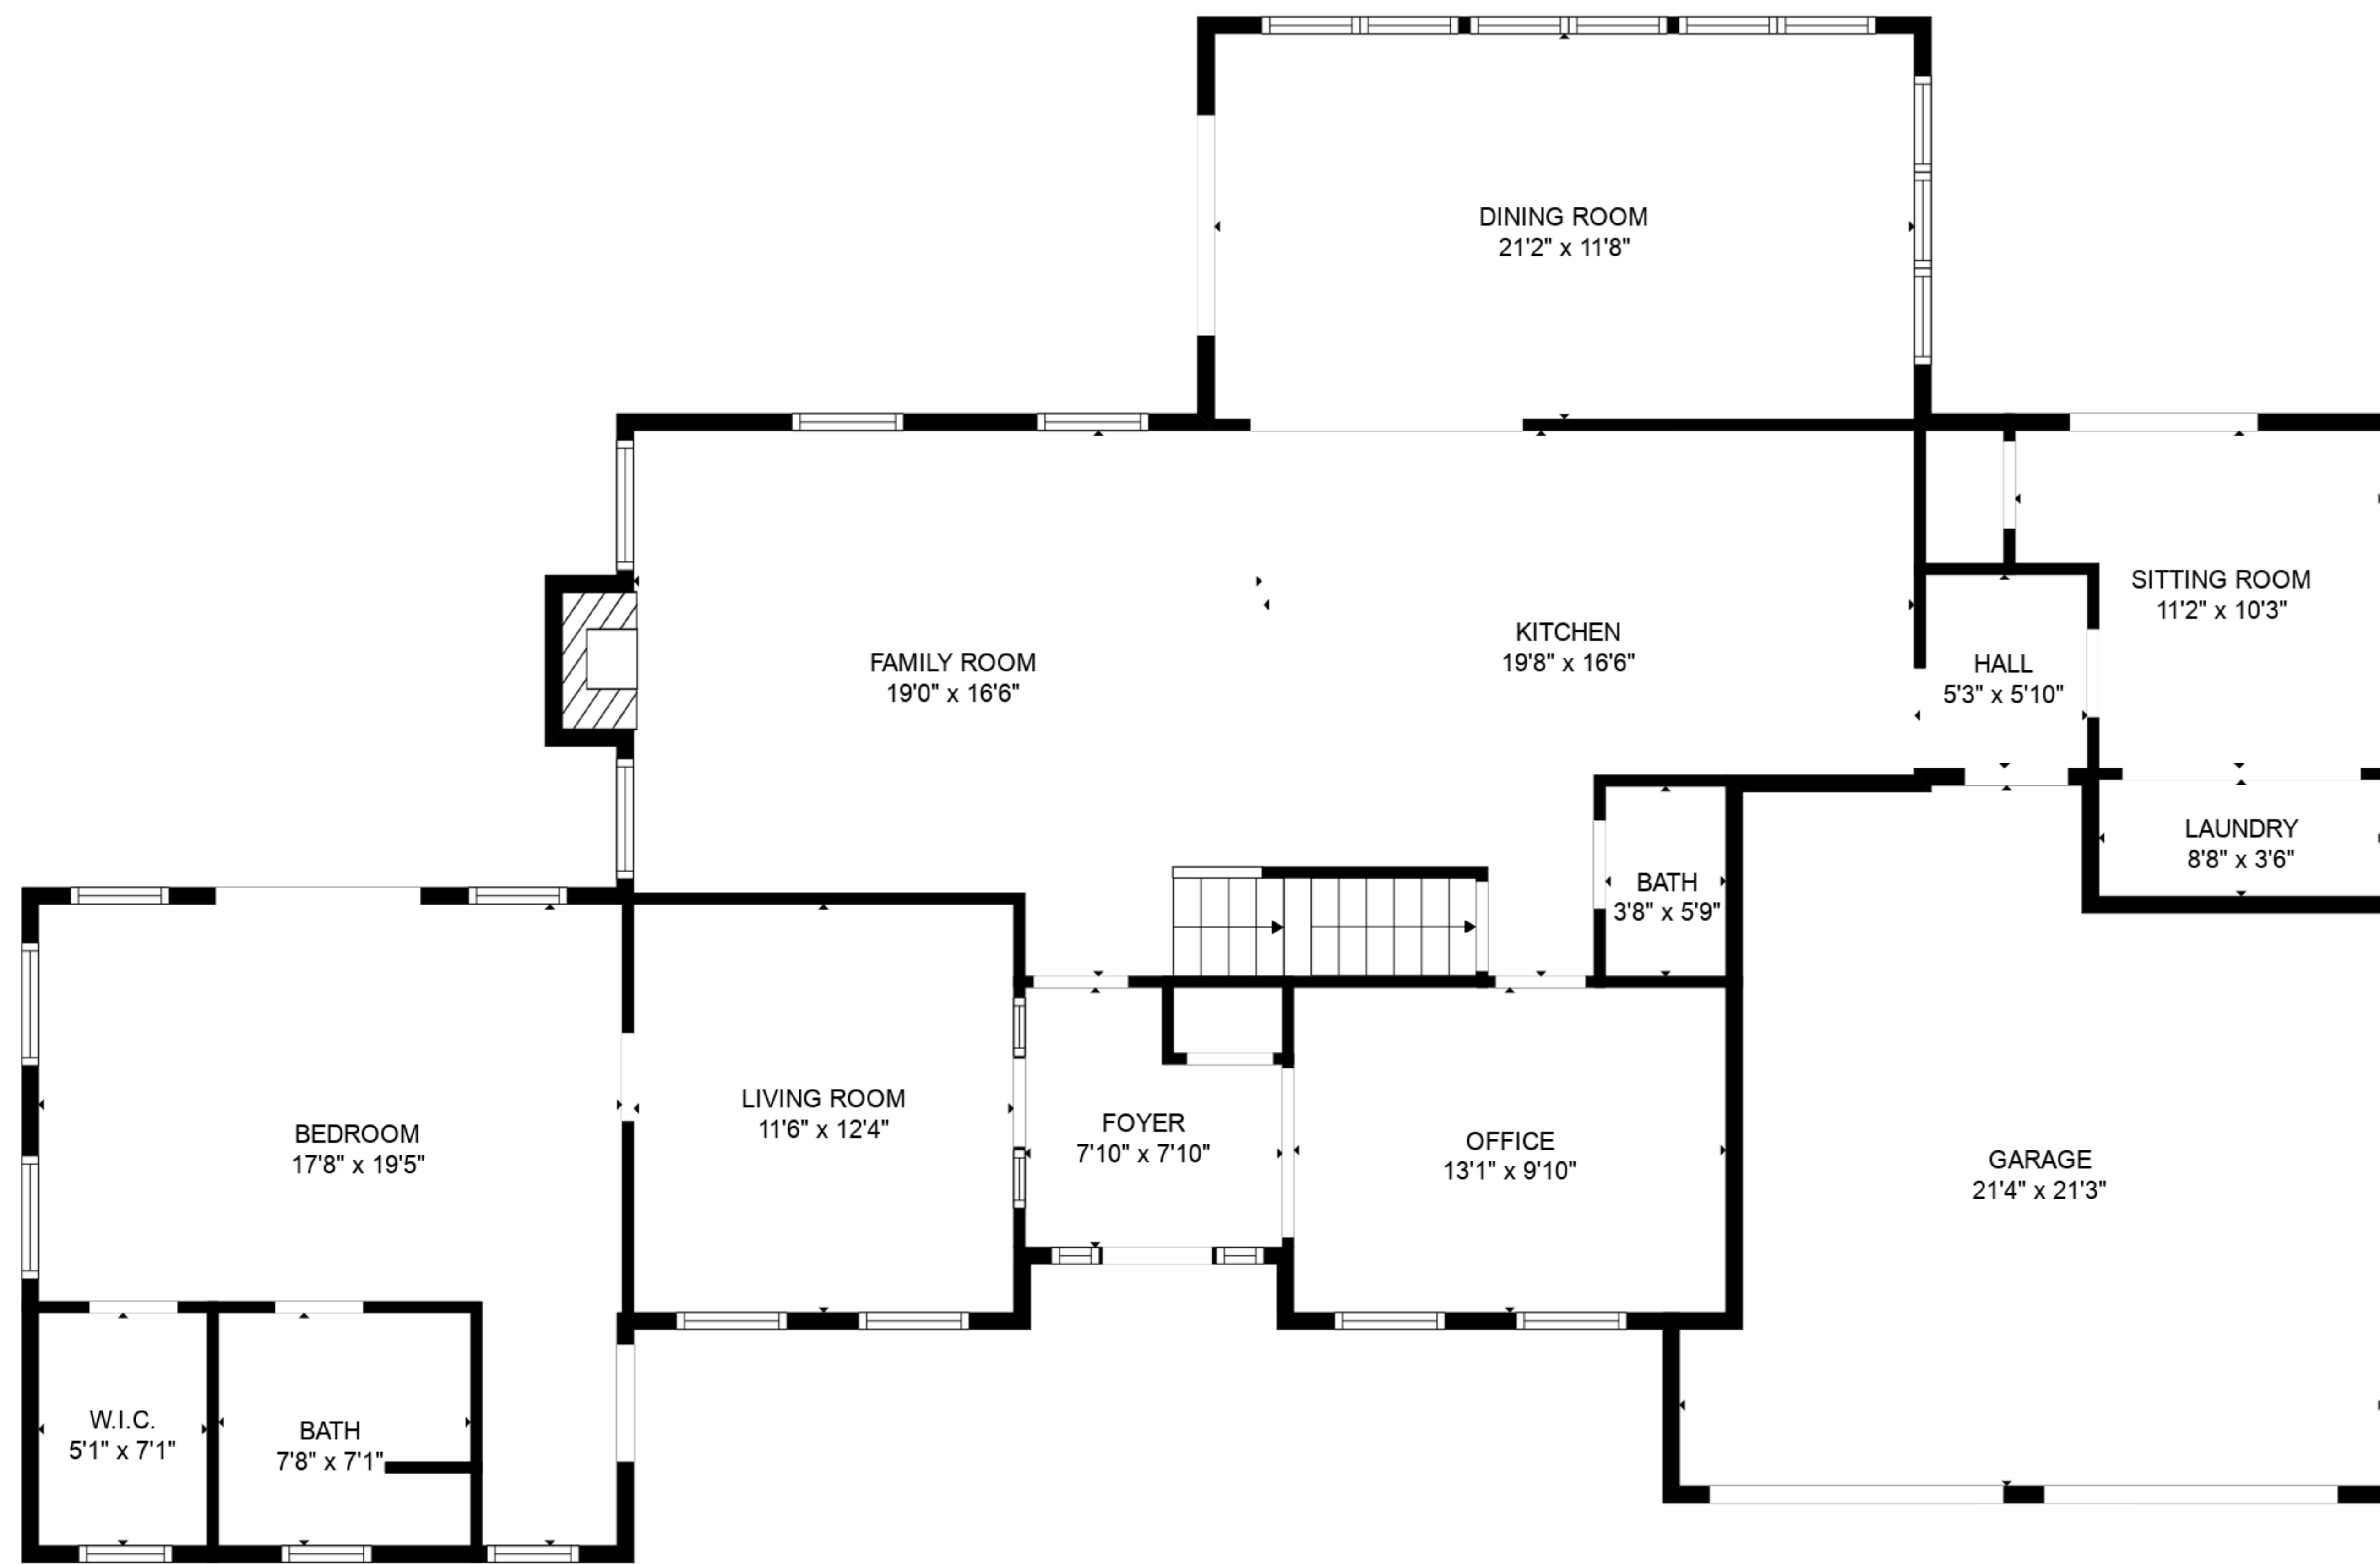 DINING ROOM
21'2" x 11'8"
SITTING ROOM
11'2" x 10'3"
KITCHEN
19'8" x 16'6"
FAMILY ROOM
19'0" x 16'6"
HALL
5'3" x 5'10"
LAUNDRY
8'8" x 3'6"
BATH
3'8" x 5'9"
LIVING ROOM
11'6" x 12'4"
FOYER
7'10" x 7'10"
BEDROOM
17'8" x 19'5"
OFFICE
13'1" x 9'10"
GARAGE
21'4" x 21'3"
W.I.C.
5'1" x 7'1"
BATH
7'8" x 7'1"